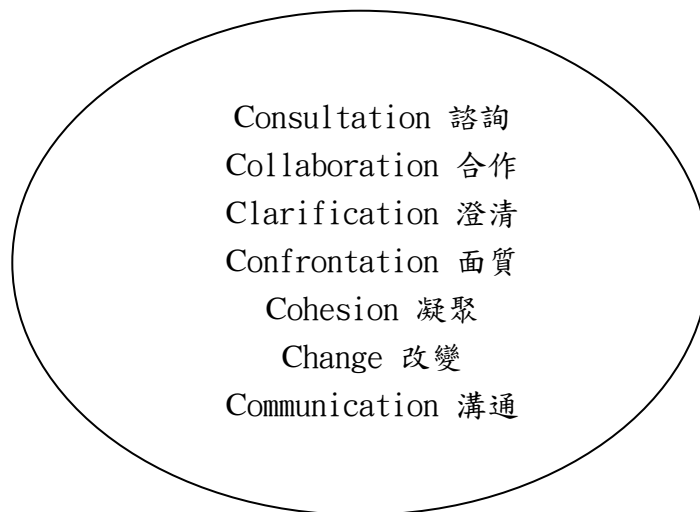 Consultation 諮詢
Collaboration 合作
Clarification 澄清
Confrontation 面質
Cohesion 凝聚
Change 改變
Communication 溝通